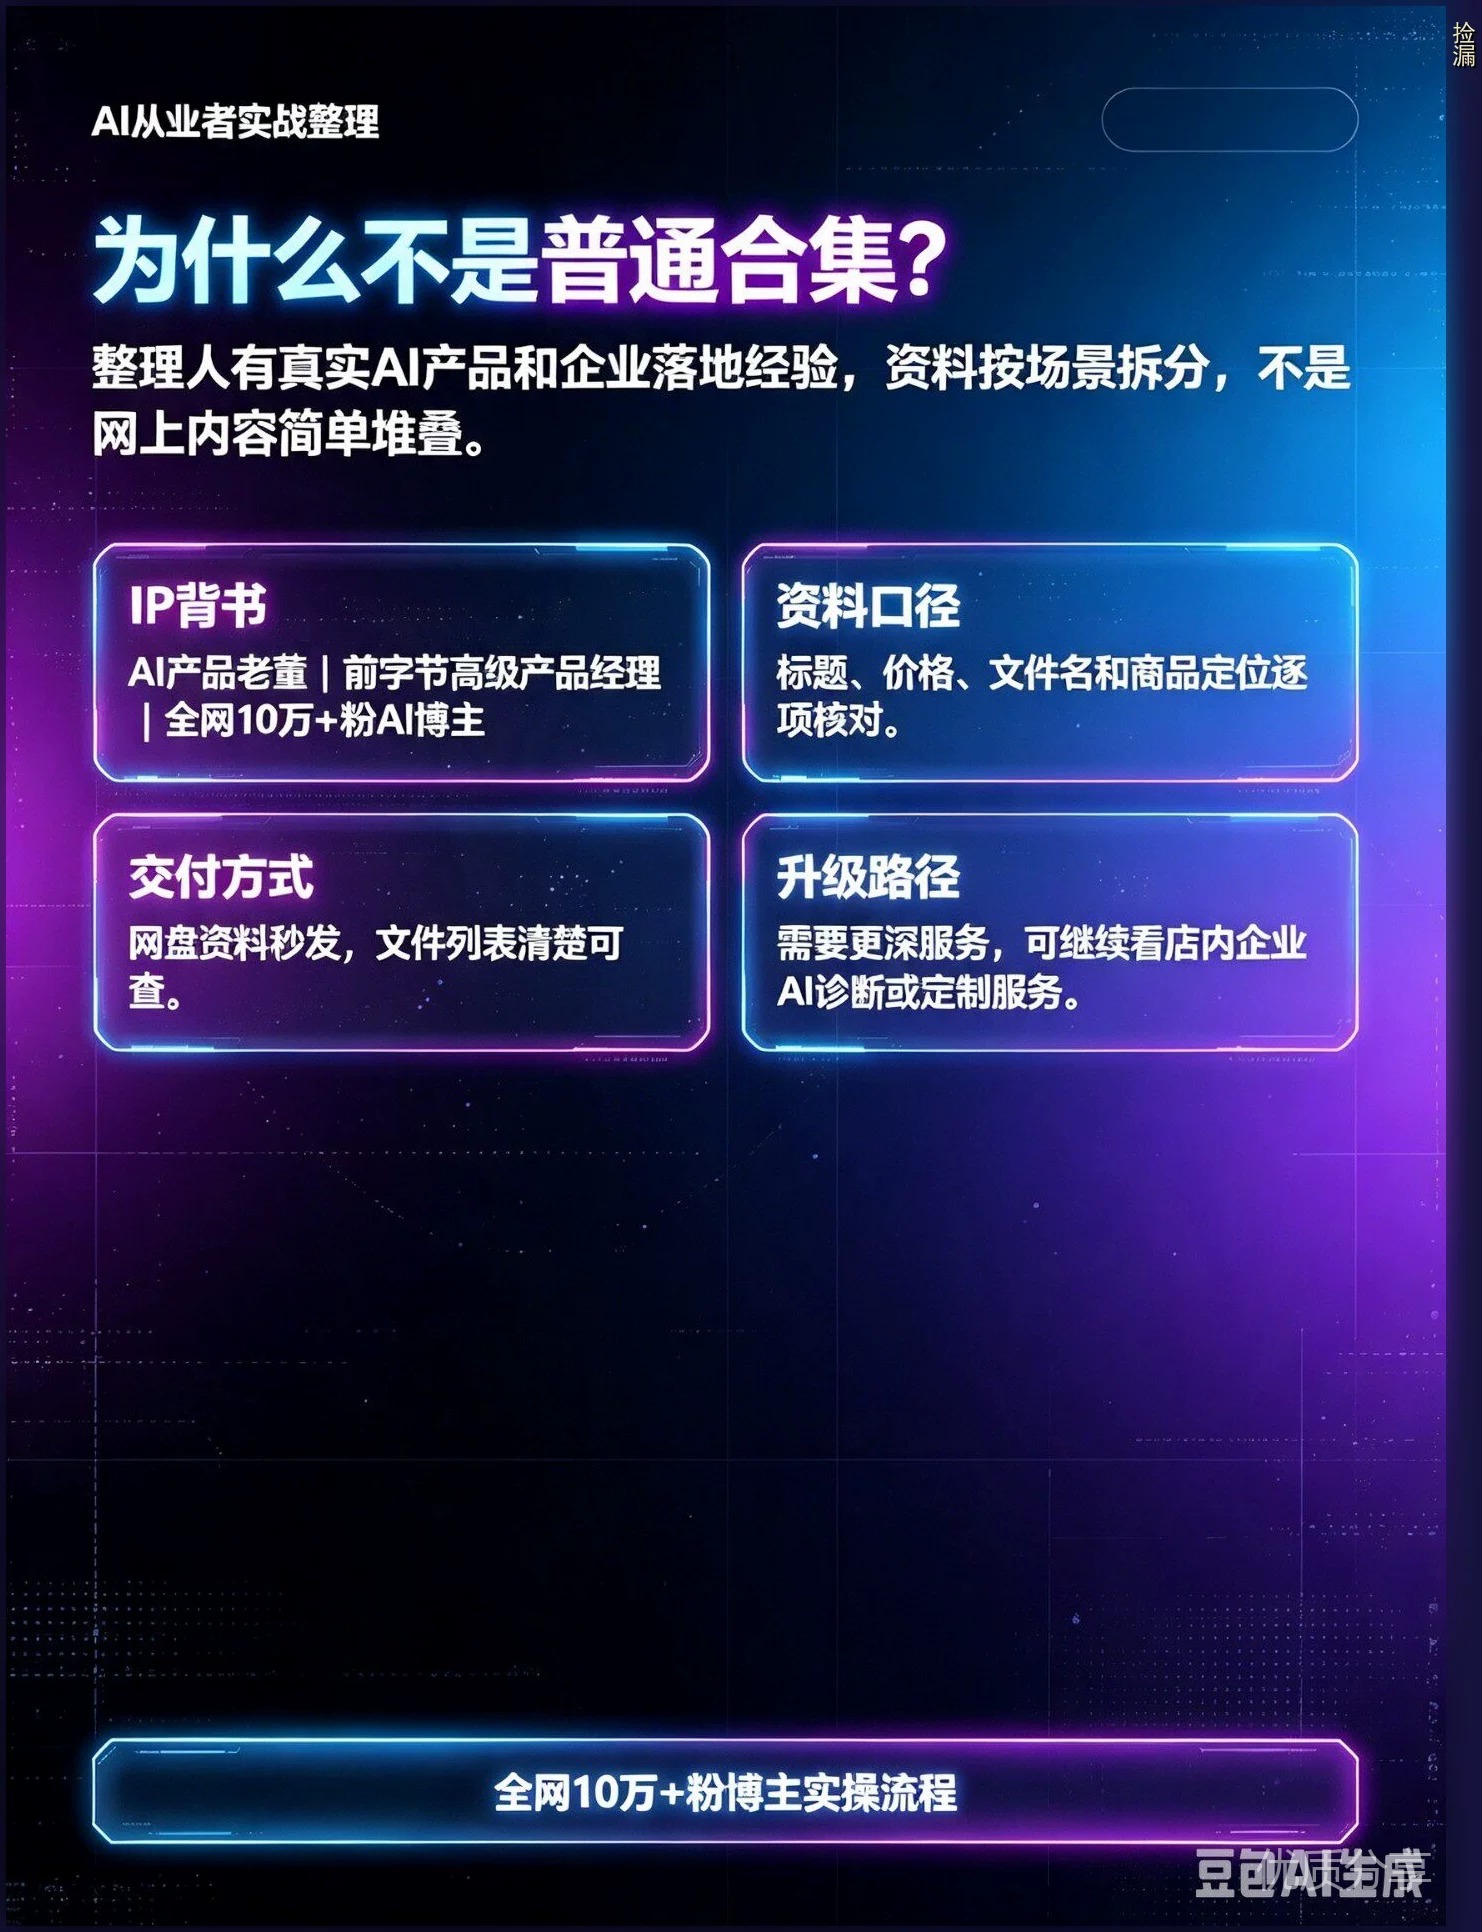 捡漏
AI从业者实战整理
为什么不是普通合集?
整理人有真实AI产品和企业落地经验，资料按场景拆分，不是
网上内容简单堆叠。
IP背书
AI产品老董｜前字节高级产品经理
｜全网10万+粉AI博主
资料口径
标题、价格、文件名和商品定位逐
项核对。
交付方式
网盘资料秒发，文件列表清楚可
查。
升级路径
需要更深服务，可继续看店内企业
AI诊断或定制服务。
全网10万+粉博主实操流程
豆包AI生成